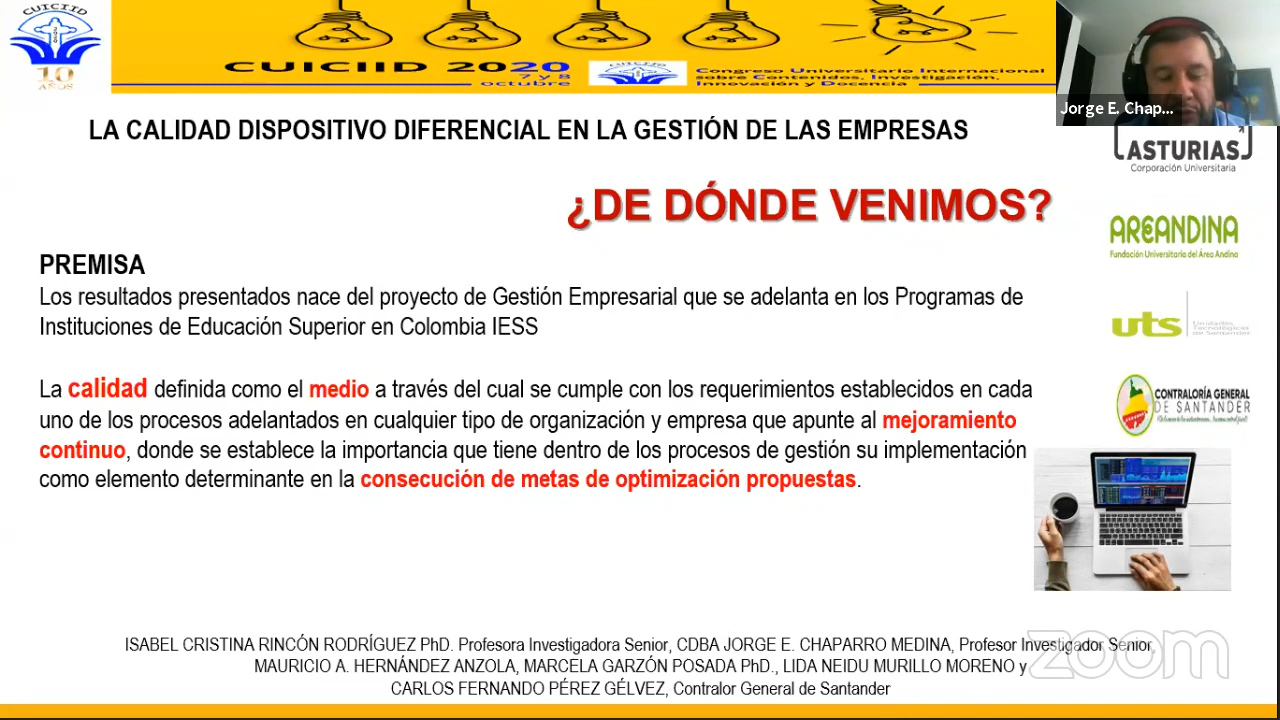 CUICIID
10
AÑOS
CUICIID 2020
7 y 8
octubre
CUICIID
Congreso Universitario Internacional
sobre Contenidos, Investigación,
Innovación y Docencia
Jorge E. Chap...
LA CALIDAD DISPOSITIVO DIFERENCIAL EN LA GESTIÓN DE LAS EMPRESAS
ASTURIAS
Corporación Universitaria
¿DE DÓNDE VENIMOS?
AREANDINA
Fundación Universitaria del Área Andina
PREMISA
Los resultados presentados nace del proyecto de Gestión Empresarial que se adelanta en los Programas de
Instituciones de Educación Superior en Colombia IESS
uts
Unidades
Tecnológicas
de Santander
La calidad definida como el medio a través del cual se cumple con los requerimientos establecidos en cada
uno de los procesos adelantados en cualquier tipo de organización y empresa que apunte al mejoramiento
continuo, donde se establece la importancia que tiene dentro de los procesos de gestión su implementación
como elemento determinante en la consecución de metas de optimización propuestas.
CONTRALORÍA GENERAL
DE SANTANDER
ISABEL CRISTINA RINCÓN RODRÍGUEZ PhD. Profesora Investigadora Senior, CDBA JORGE E. CHAPARRO MEDINA, Profesor Investigador Senior,
MAURICIO A. HERNÁNDEZ ANZOLA, MARCELA GARZÓN POSADA PhD., LIDA NEIDU MURILLO MORENO y
CARLOS FERNANDO PÉREZ GÉLVEZ, Contralor General de Santander
zoom